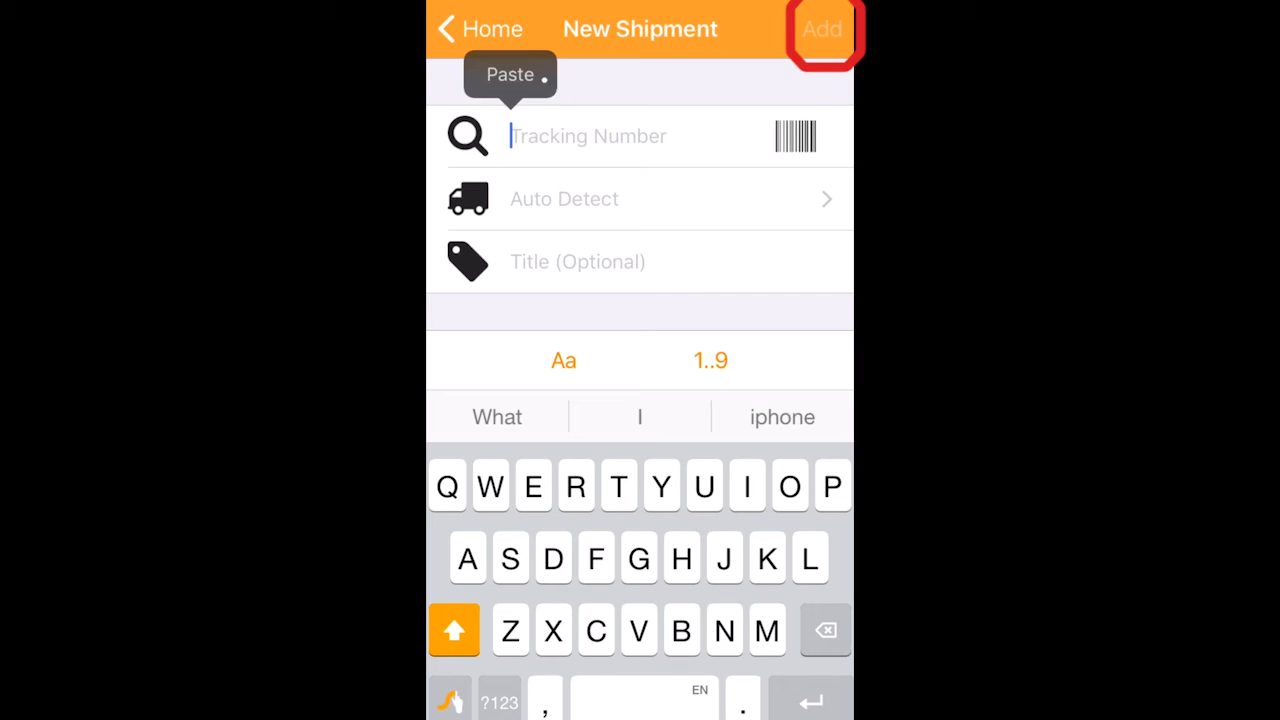 Home New Shipment Add
Paste
Tracking Number
Auto Detect
Title (Optional)
Aa 1..9
What I iphone
Q W E R T Y U I O P
A S D F G H J K L
Z X C V B N M
?123 , EN .